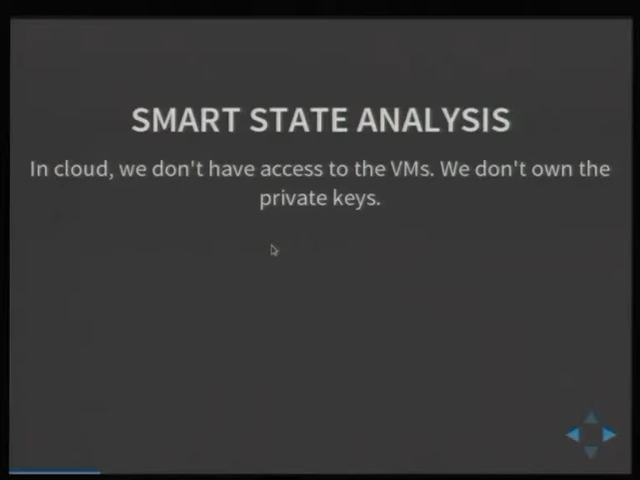 SMART STATE ANALYSIS
In cloud, we don't have access to the VMs. We don't own the
private keys.